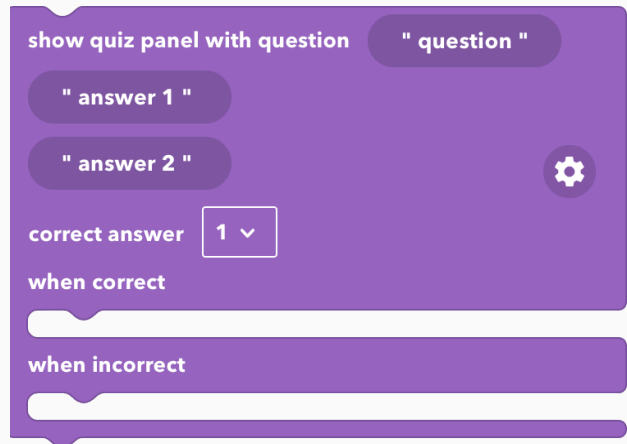 show quiz panel with question " question "
" answer 1 "
" answer 2 "
correct answer 1
when correct
when incorrect